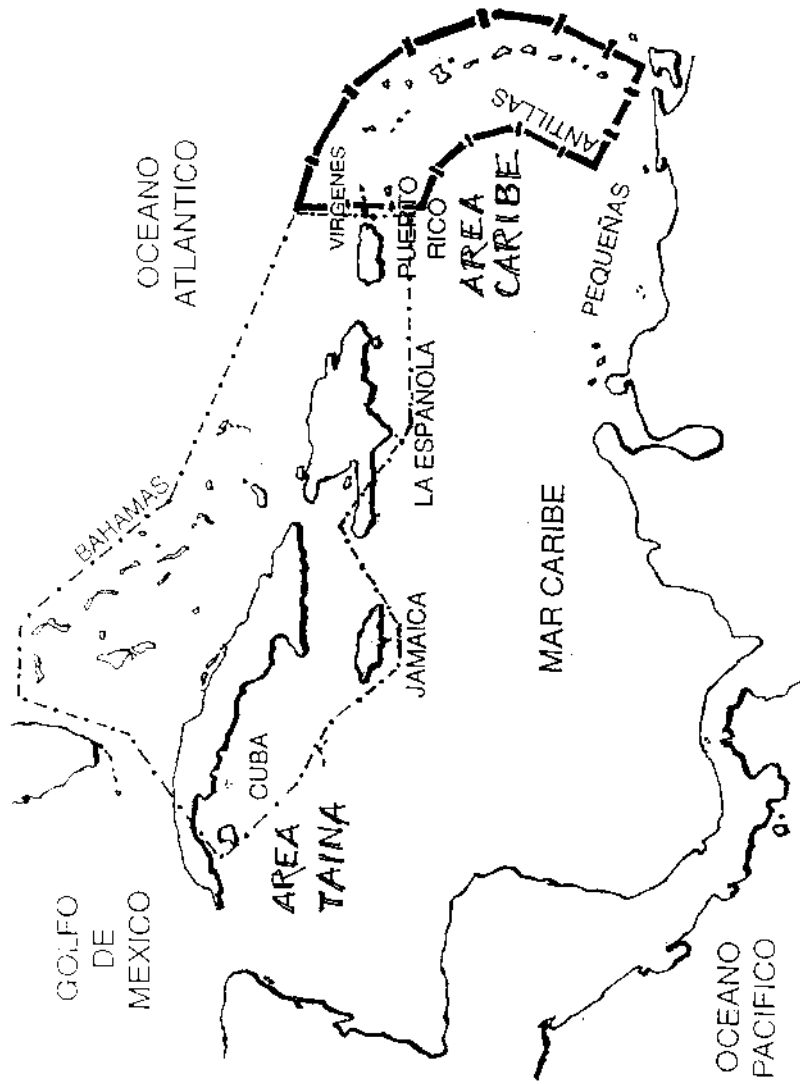 GOLFO
DE
MEXICO
OCEANO
ATLANTICO
BAHAMAS
CUBA
AREA
TAINA
JAMAICA
LA ESPAÑOLA
VIRGENES
PUERTO
RICO
AREA
CARIBE
ANTILLAS
PEQUEÑAS
MAR CARIBE
OCEANO
PACIFICO